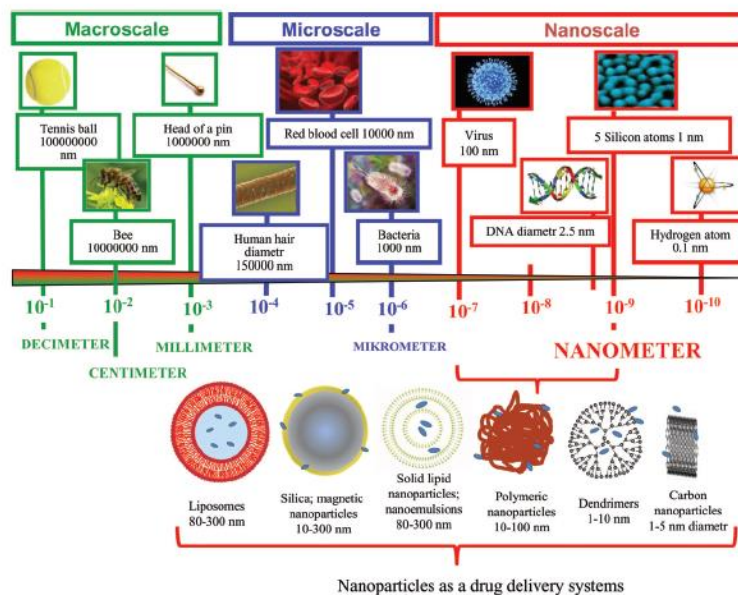 Macroscale
Microscale
Nanoscale
Tennis ball
100000000
nm
Head of a pin
1000000 nm
Red blood cell 10000 nm
Virus
100 nm
5 Silicon atoms 1 nm
Bee
10000000 nm
Human hair
diametr
150000 nm
Bacteria
1000 nm
DNA diametr 2.5 nm
Hydrogen atom
0.1 nm
10-1
10-2
10-3
10-4
10-5
10-6
10-7
10-8
10-9
10-10
DECIMETER
CENTIMETER
MILLIMETER
MIKROMETER
NANOMETER
Liposomes
80-300 nm
Silica; magnetic
nanoparticles
10-300 nm
Solid lipid
nanoparticles;
nanoemulsions
80-300 nm
Polymeric
nanoparticles
10-100 nm
Dendrimers
1-10 nm
Carbon
nanoparticles
1-5 nm diametr
Nanoparticles as a drug delivery systems